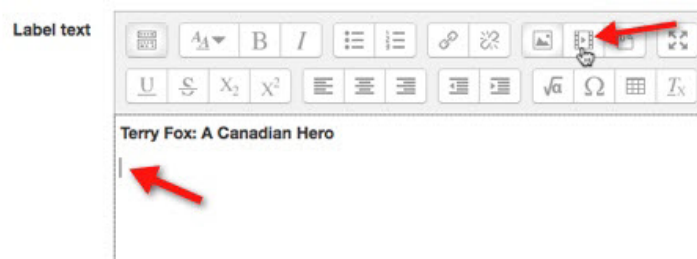 Label text
A A B I
U S X₂ X² √α Ω Tx
Terry Fox: A Canadian Hero